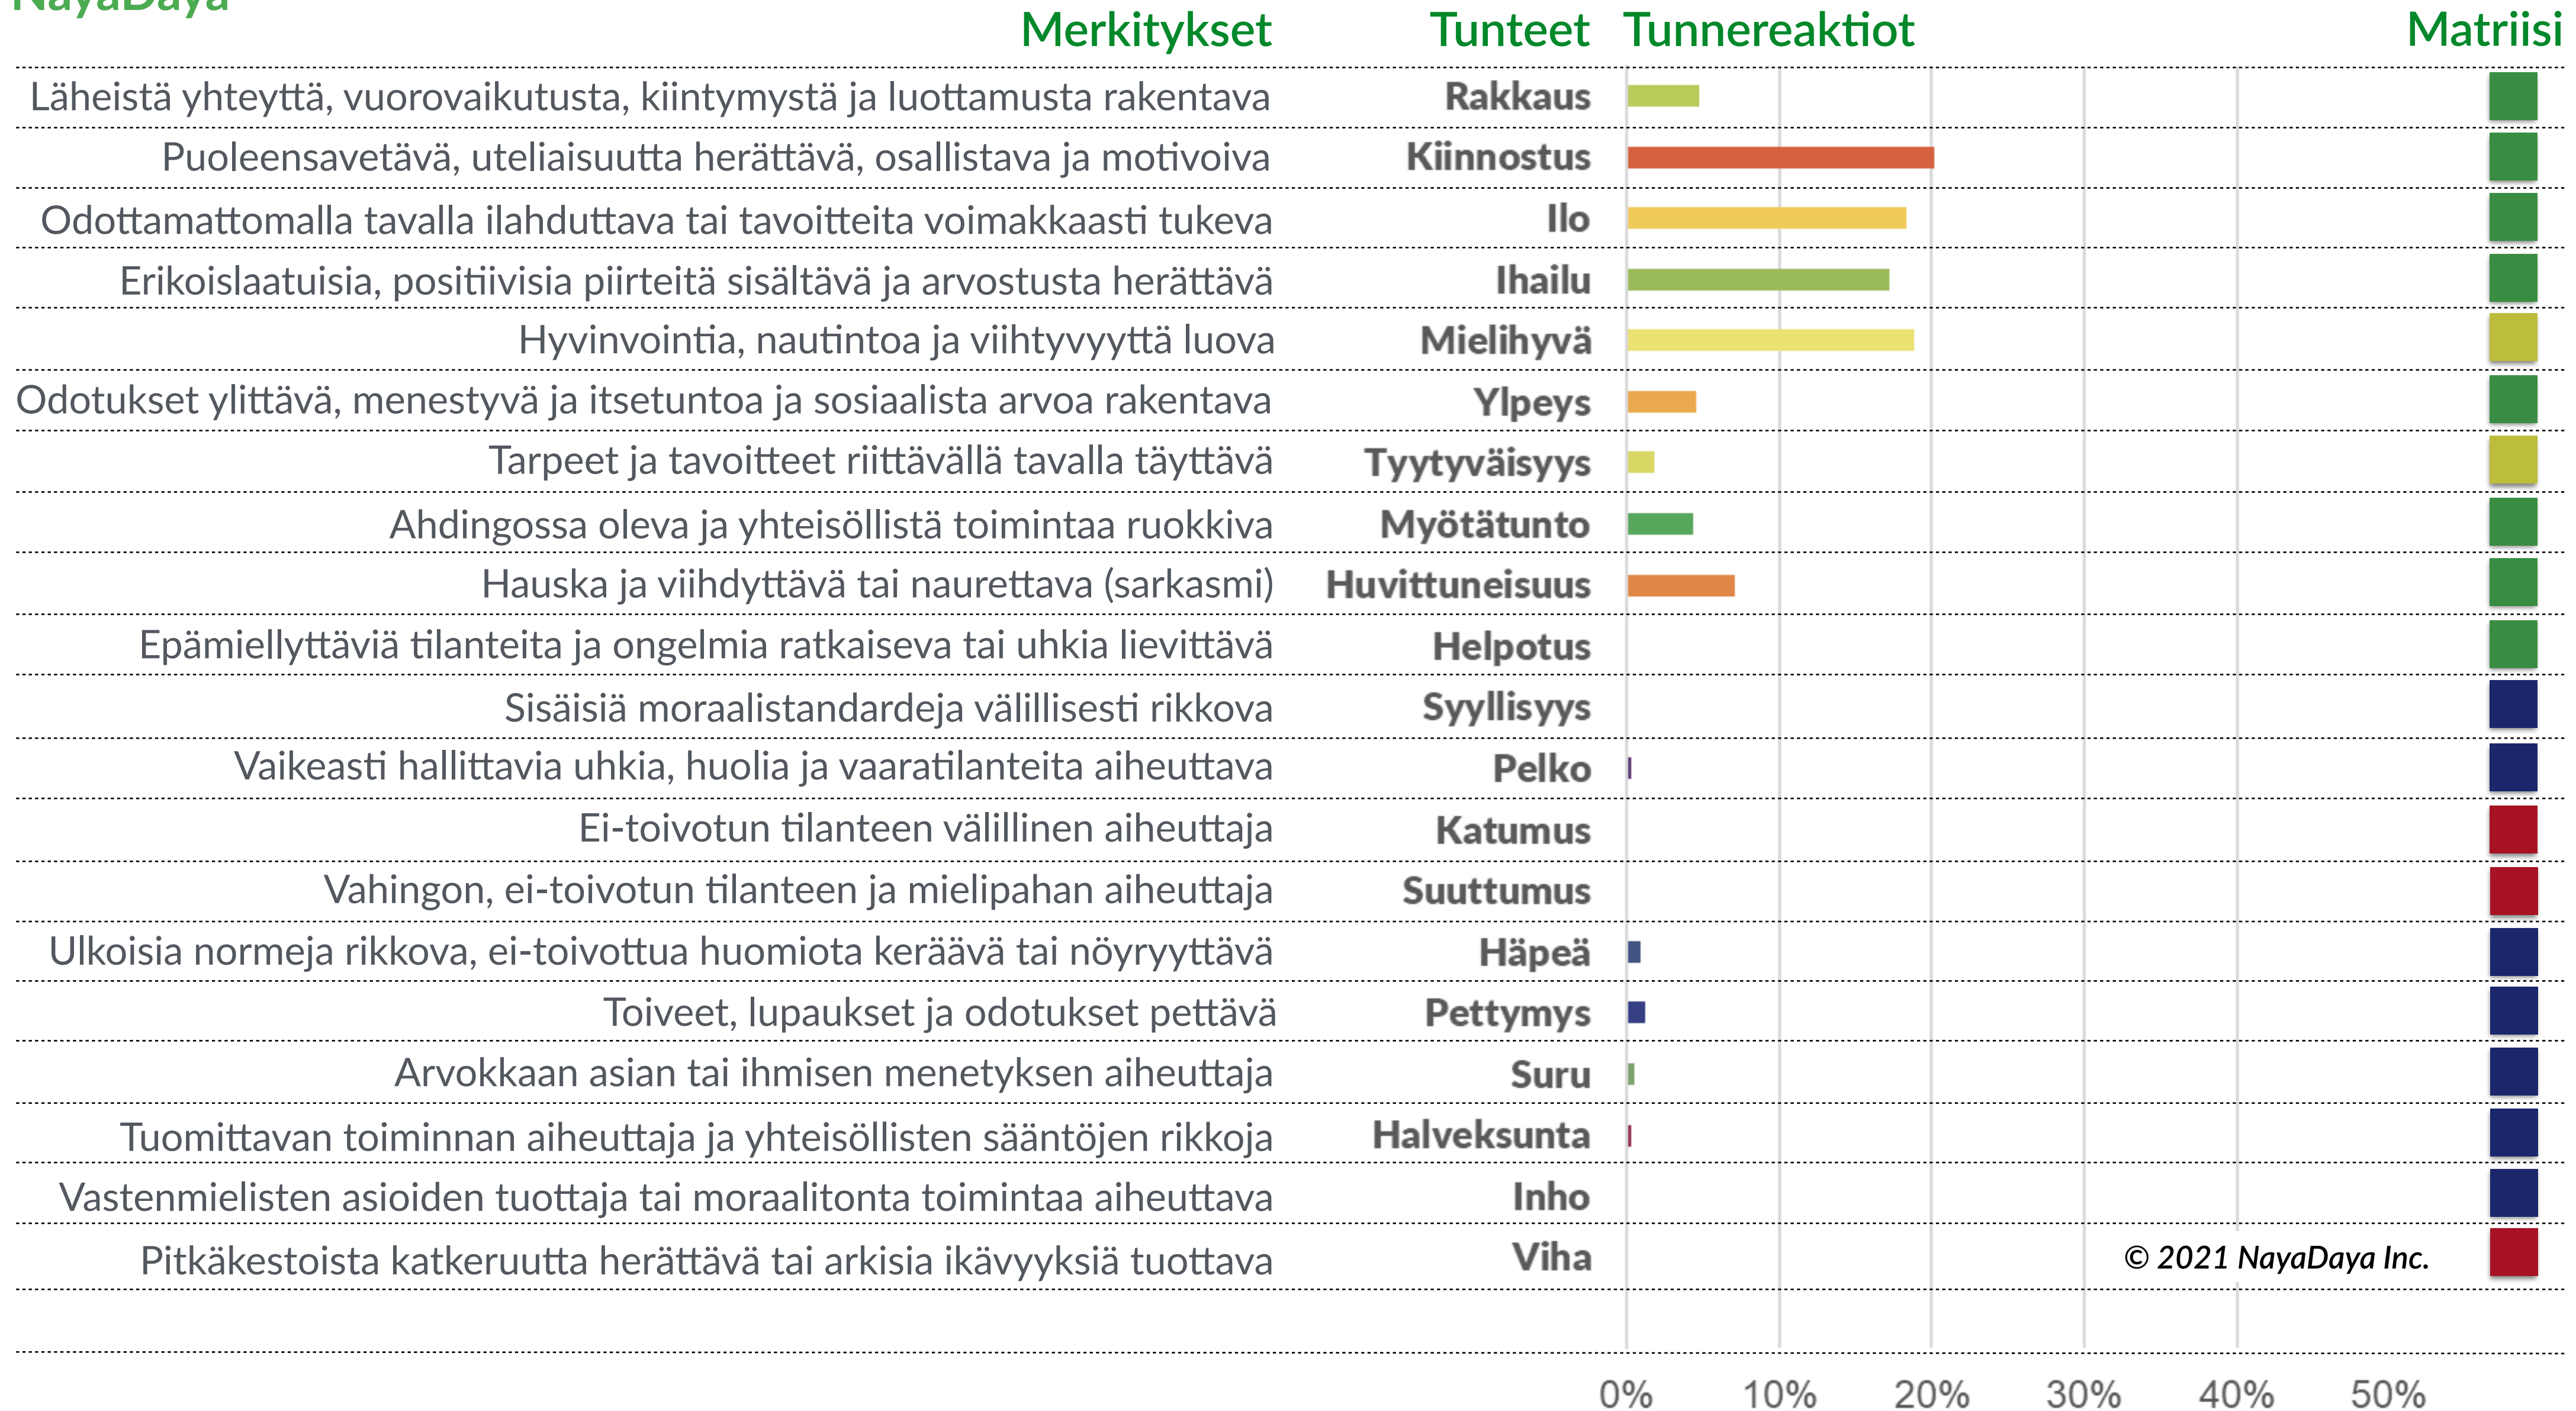 NayaDaya
Merkitykset Tunteet Tunnereaktiot Matriisi
Läheistä yhteyttä, vuorovaikutusta, kiintymystä ja luottamusta rakentava Rakkaus
Puoleensavetävä, uteliaisuutta herättävä, osallistava ja motivoiva Kiinnostus
Odottamattomalla tavalla ilahduttava tai tavoitteita voimakkaasti tukeva Ilo
Erikoislaatuisia, positiivisia piirteitä sisältävä ja arvostusta herättävä Ihailu
Hyvinvointia, nautintoa ja viihtyvyyttä luova Mielihyvä
Odotukset ylittävä, menestyvä ja itsetuntoa ja sosiaalista arvoa rakentava Ylpeys
Tarpeet ja tavoitteet riittävällä tavalla täyttävä Tyytyväisyys
Ahdingossa oleva ja yhteisöllistä toimintaa ruokkiva Myötätunto
Hauska ja viihdyttävä tai naurettava (sarkasmi) Huvittuneisuus
Epämiellyttäviä tilanteita ja ongelmia ratkaiseva tai uhkia lievittävä Helpotus
Sisäisiä moraalistandardeja välillisesti rikkova Syyllisyys
Vaikeasti hallittavia uhkia, huolia ja vaaratilanteita aiheuttava Pelko
Ei-toivotun tilanteen välillinen aiheuttaja Katumus
Vahingon, ei-toivotun tilanteen ja mielipahan aiheuttaja Suuttumus
Ulkoisia normeja rikkova, ei-toivottua huomiota keräävä tai nöyryyttävä Häpeä
Toiveet, lupaukset ja odotukset pettävä Pettymys
Arvokkaan asian tai ihmisen menetyksen aiheuttaja Suru
Tuomittavan toiminnan aiheuttaja ja yhteisöllisten sääntöjen rikkoja Halveksunta
Vastenmielisten asioiden tuottaja tai moraalitonta toimintaa aiheuttava Inho
Pitkäkestoista katkeruutta herättävä tai arkisia ikävyyksiä tuottava Viha © 2021 NayaDaya Inc.
0% 10% 20% 30% 40% 50%